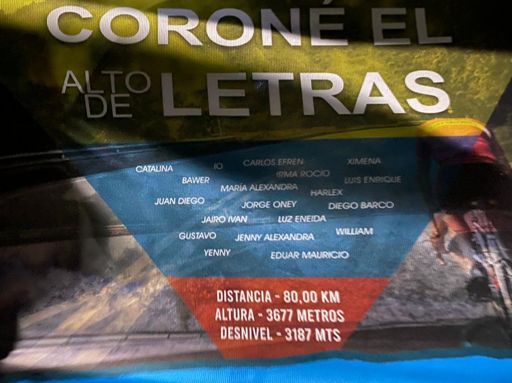 CORONÉ EL
ALTO DE LETRAS
CATALINA IO CARLOS EFREN XIMENA
BAWER IRMA ROCIO LUIS ENRIQUE
MARÍA ALEXANDRA HARLEX
JUAN DIEGO JORGE ONEY DIEGO BARCO
JAIRO IVAN LUZ ENEIDA
GUSTAVO JENNY ALEXANDRA WILLIAM
YENNY EDUAR MAURICIO
DISTANCIA - 80,00 KM
ALTURA - 3677 METROS
DESNIVEL - 3187 MTS